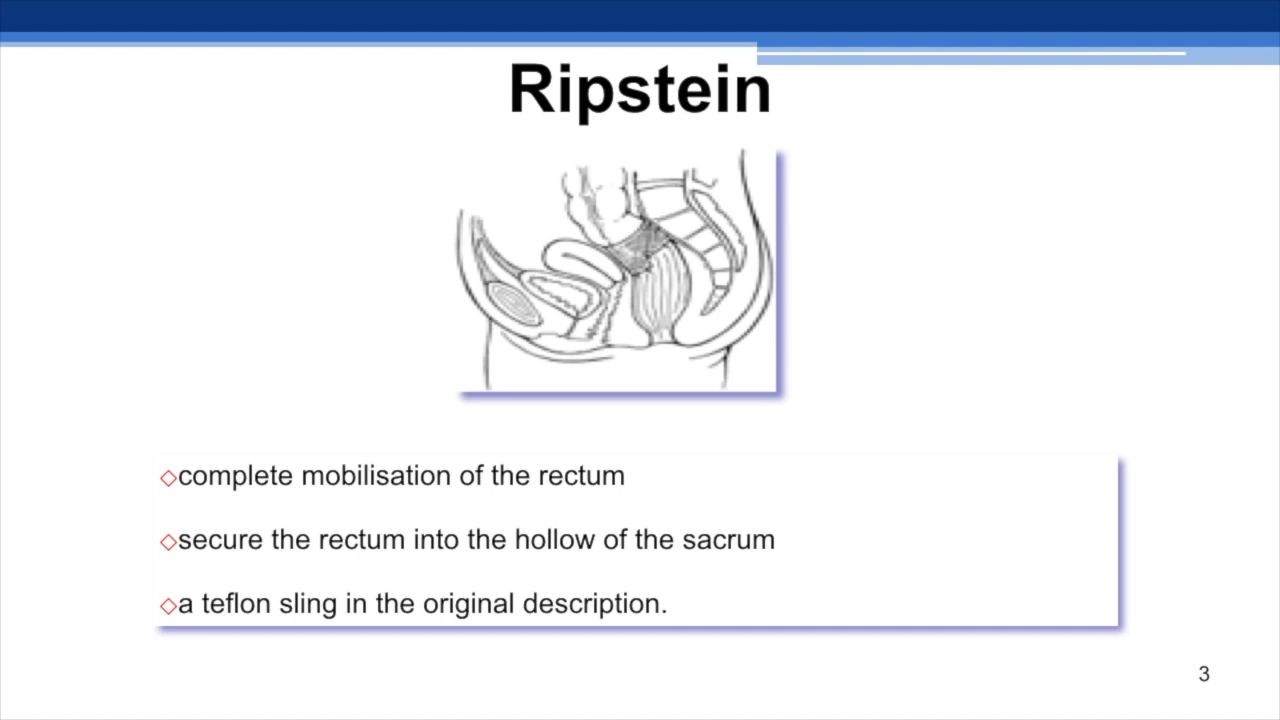 Ripstein
◇complete mobilisation of the rectum
◇secure the rectum into the hollow of the sacrum
◇a teflon sling in the original description.
3